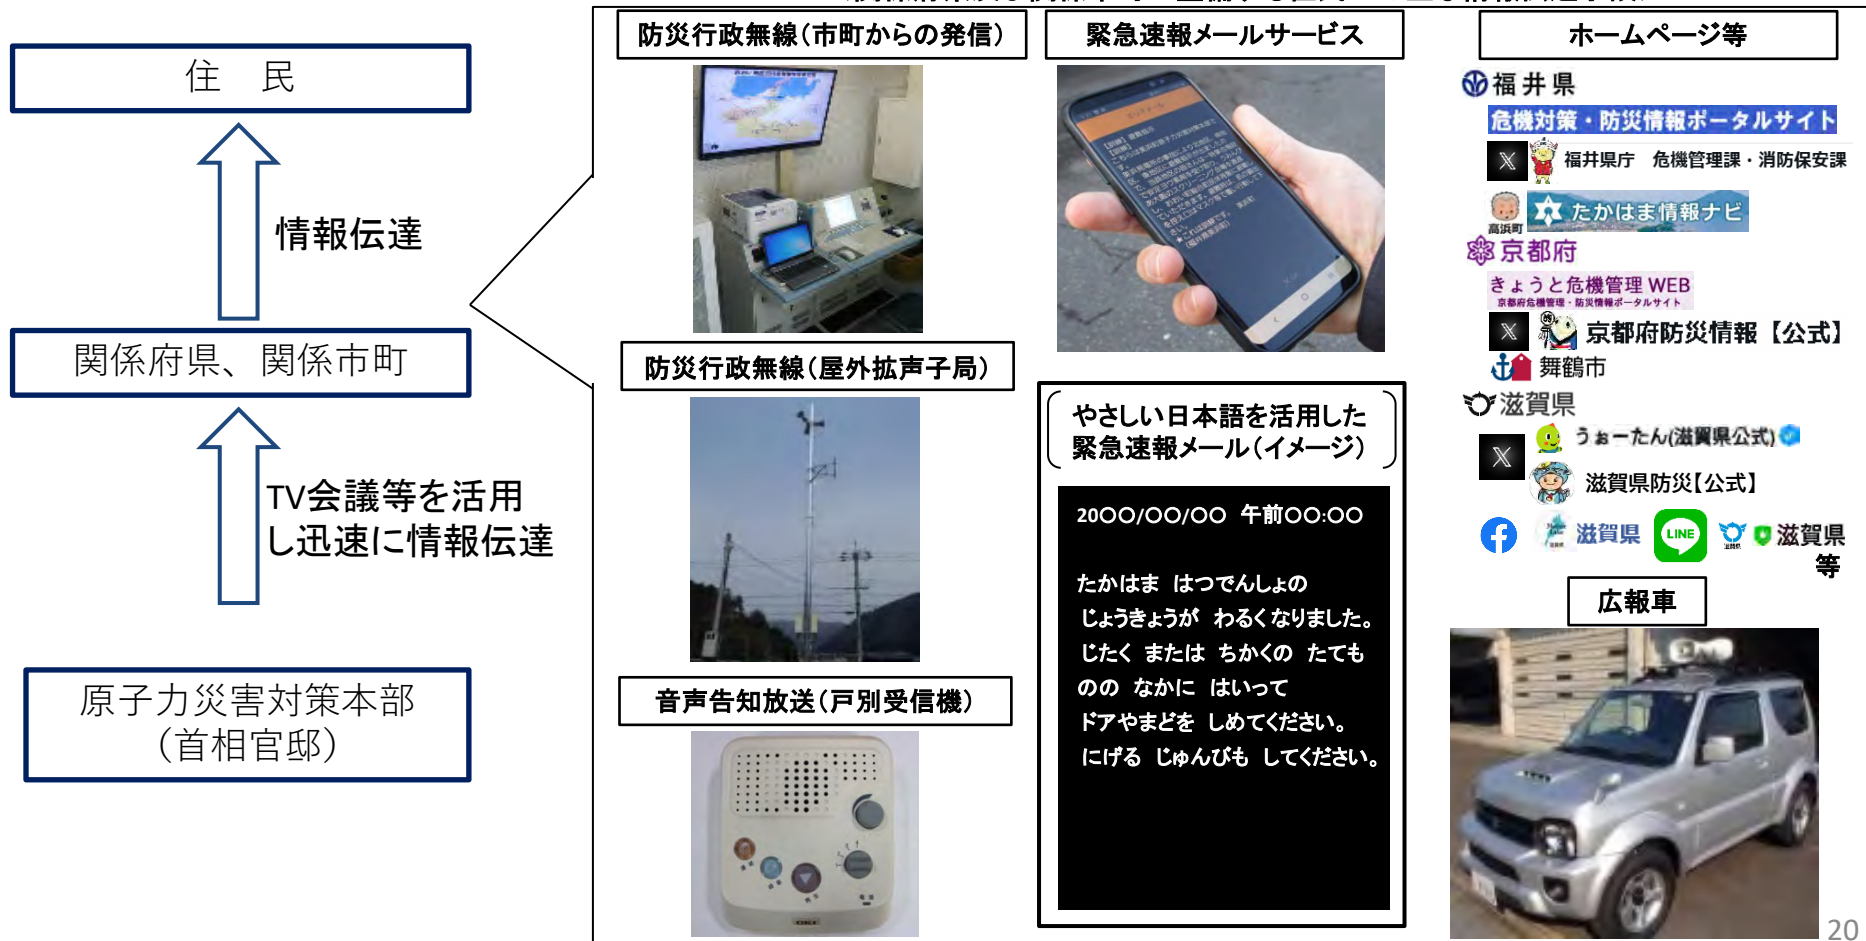 住　民
情報伝達
関係府県、関係市町
TV会議等を活用
し迅速に情報伝達
原子力災害対策本部
（首相官邸）
防災行政無線（市町からの発信）
防災行政無線（屋外拡声子局）
音声告知放送（戸別受信機）
緊急速報メールサービス
やさしい日本語を活用した
緊急速報メール（イメージ）
20〇〇/〇〇/〇〇 午前〇〇:〇〇
たかはま はつでんしょの
じょうきょうが わるくなりました。
じたく または ちかくの たても
のの なかに はいって
ドアやまどを しめてください。
にげる じゅんびも してください。
ホームページ等
福井県
危機対策・防災情報ポータルサイト
福井県庁　危機管理課・消防保安課
高浜町
たかはま情報ナビ
京都府
きょうと危機管理WEB
京都府危機管理・防災情報ポータルサイト
京都府防災情報【公式】
舞鶴市
滋賀県
うぉーたん(滋賀県公式)
滋賀県防災【公式】
滋賀県
LINE
滋賀県
等
広報車
20